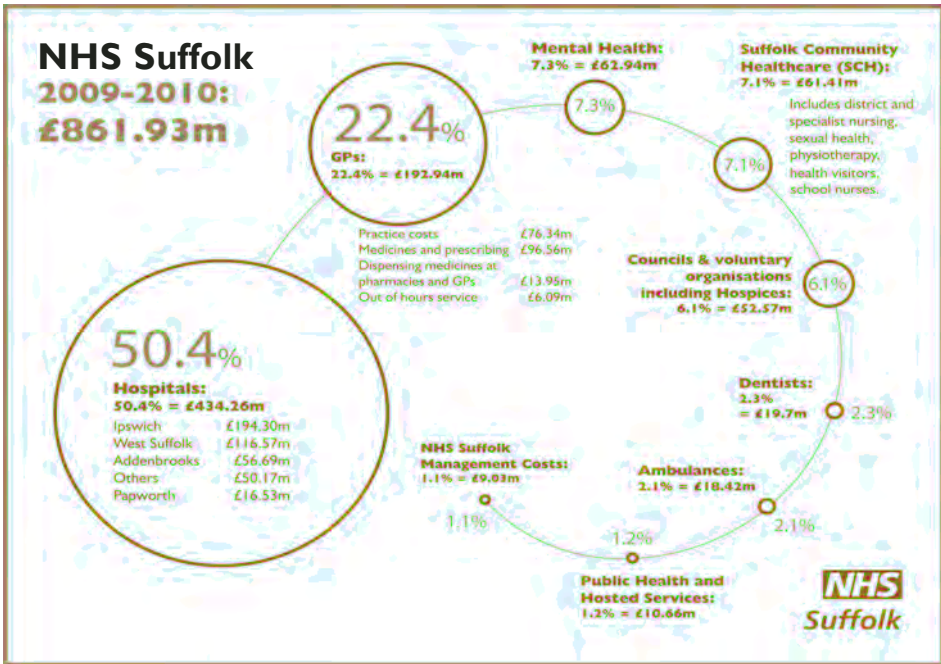 NHS Suffolk
2009-2010:
£861.93m
22.4%
GPs:
22.4% = £192.94m
Practice costs £76.34m
Medicines and prescribing £96.56m
Dispensing medicines at
pharmacies and GPs £13.95m
Out of hours service £6.09m
Mental Health:
7.3% = £62.94m
7.3%
Suffolk Community
Healthcare (SCH):
7.1% = £61.41m
Includes district and
specialist nursing,
sexual health,
physiotherapy,
health visitors,
school nurses.
7.1%
Councils & voluntary
organisations
including Hospices:
6.1% = £52.57m
6.1%
50.4%
Hospitals:
50.4% = £434.26m
Ipswich £194.30m
West Suffolk £116.57m
Addenbrooks £56.69m
Others £50.17m
Papworth £16.53m
Dentists:
2.3%
= £19.7m
2.3%
Ambulances:
2.1% = £18.42m
2.1%
NHS Suffolk
Management Costs:
1.1% = £9.03m
1.1%
1.2%
Public Health and
Hosted Services:
1.2% = £10.66m
NHS
Suffolk